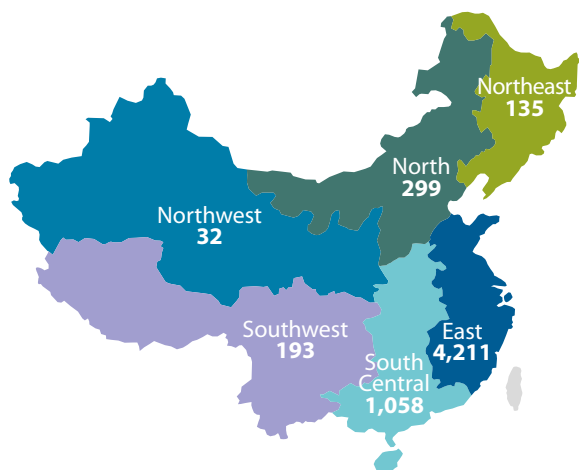 Northeast
135
North
299
Northwest
32
Southwest
193
East
4,211
South
Central
1,058